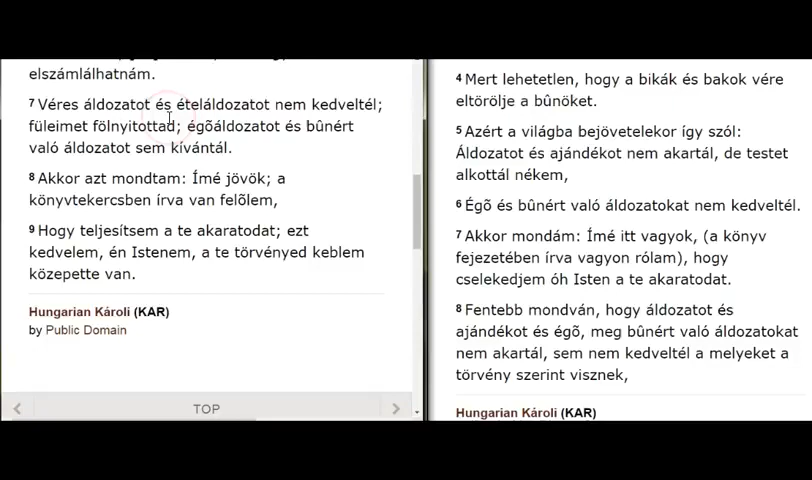 elszámlálhatnám.
7 Véres áldozatot és ételáldozatot nem kedveltél;
füleimet fölnyitottad; égõáldozatot és bûnért
való áldozatot sem kívántál.
8 Akkor azt mondtam: Ímé jövök; a
könyvtekercsben írva van felõlem,
9 Hogy teljesítsem a te akaratodat; ezt
kedvelem, én Istenem, a te törvényed keblem
közepette van.
Hungarian Károli (KAR)
by Public Domain
TOP
4 Mert lehetetlen, hogy a bikák és bakok vére
eltörölje a bûnöket.
5 Azért a világba bejövetelekor így szól:
Áldozatot és ajándékot nem akartál, de testet
alkottál nékem,
6 Égõ és bûnért való áldozatokat nem kedveltél.
7 Akkor mondám: Ímé itt vagyok, (a könyv
fejezetében írva vagyon rólam), hogy
cselekedjem óh Isten a te akaratodat.
8 Fentebb mondván, hogy áldozatot és
ajándékot és égõ, meg bûnért való áldozatokat
nem akartál, sem nem kedveltél a melyeket a
törvény szerint visznek,
Hungarian Károli (KAR)